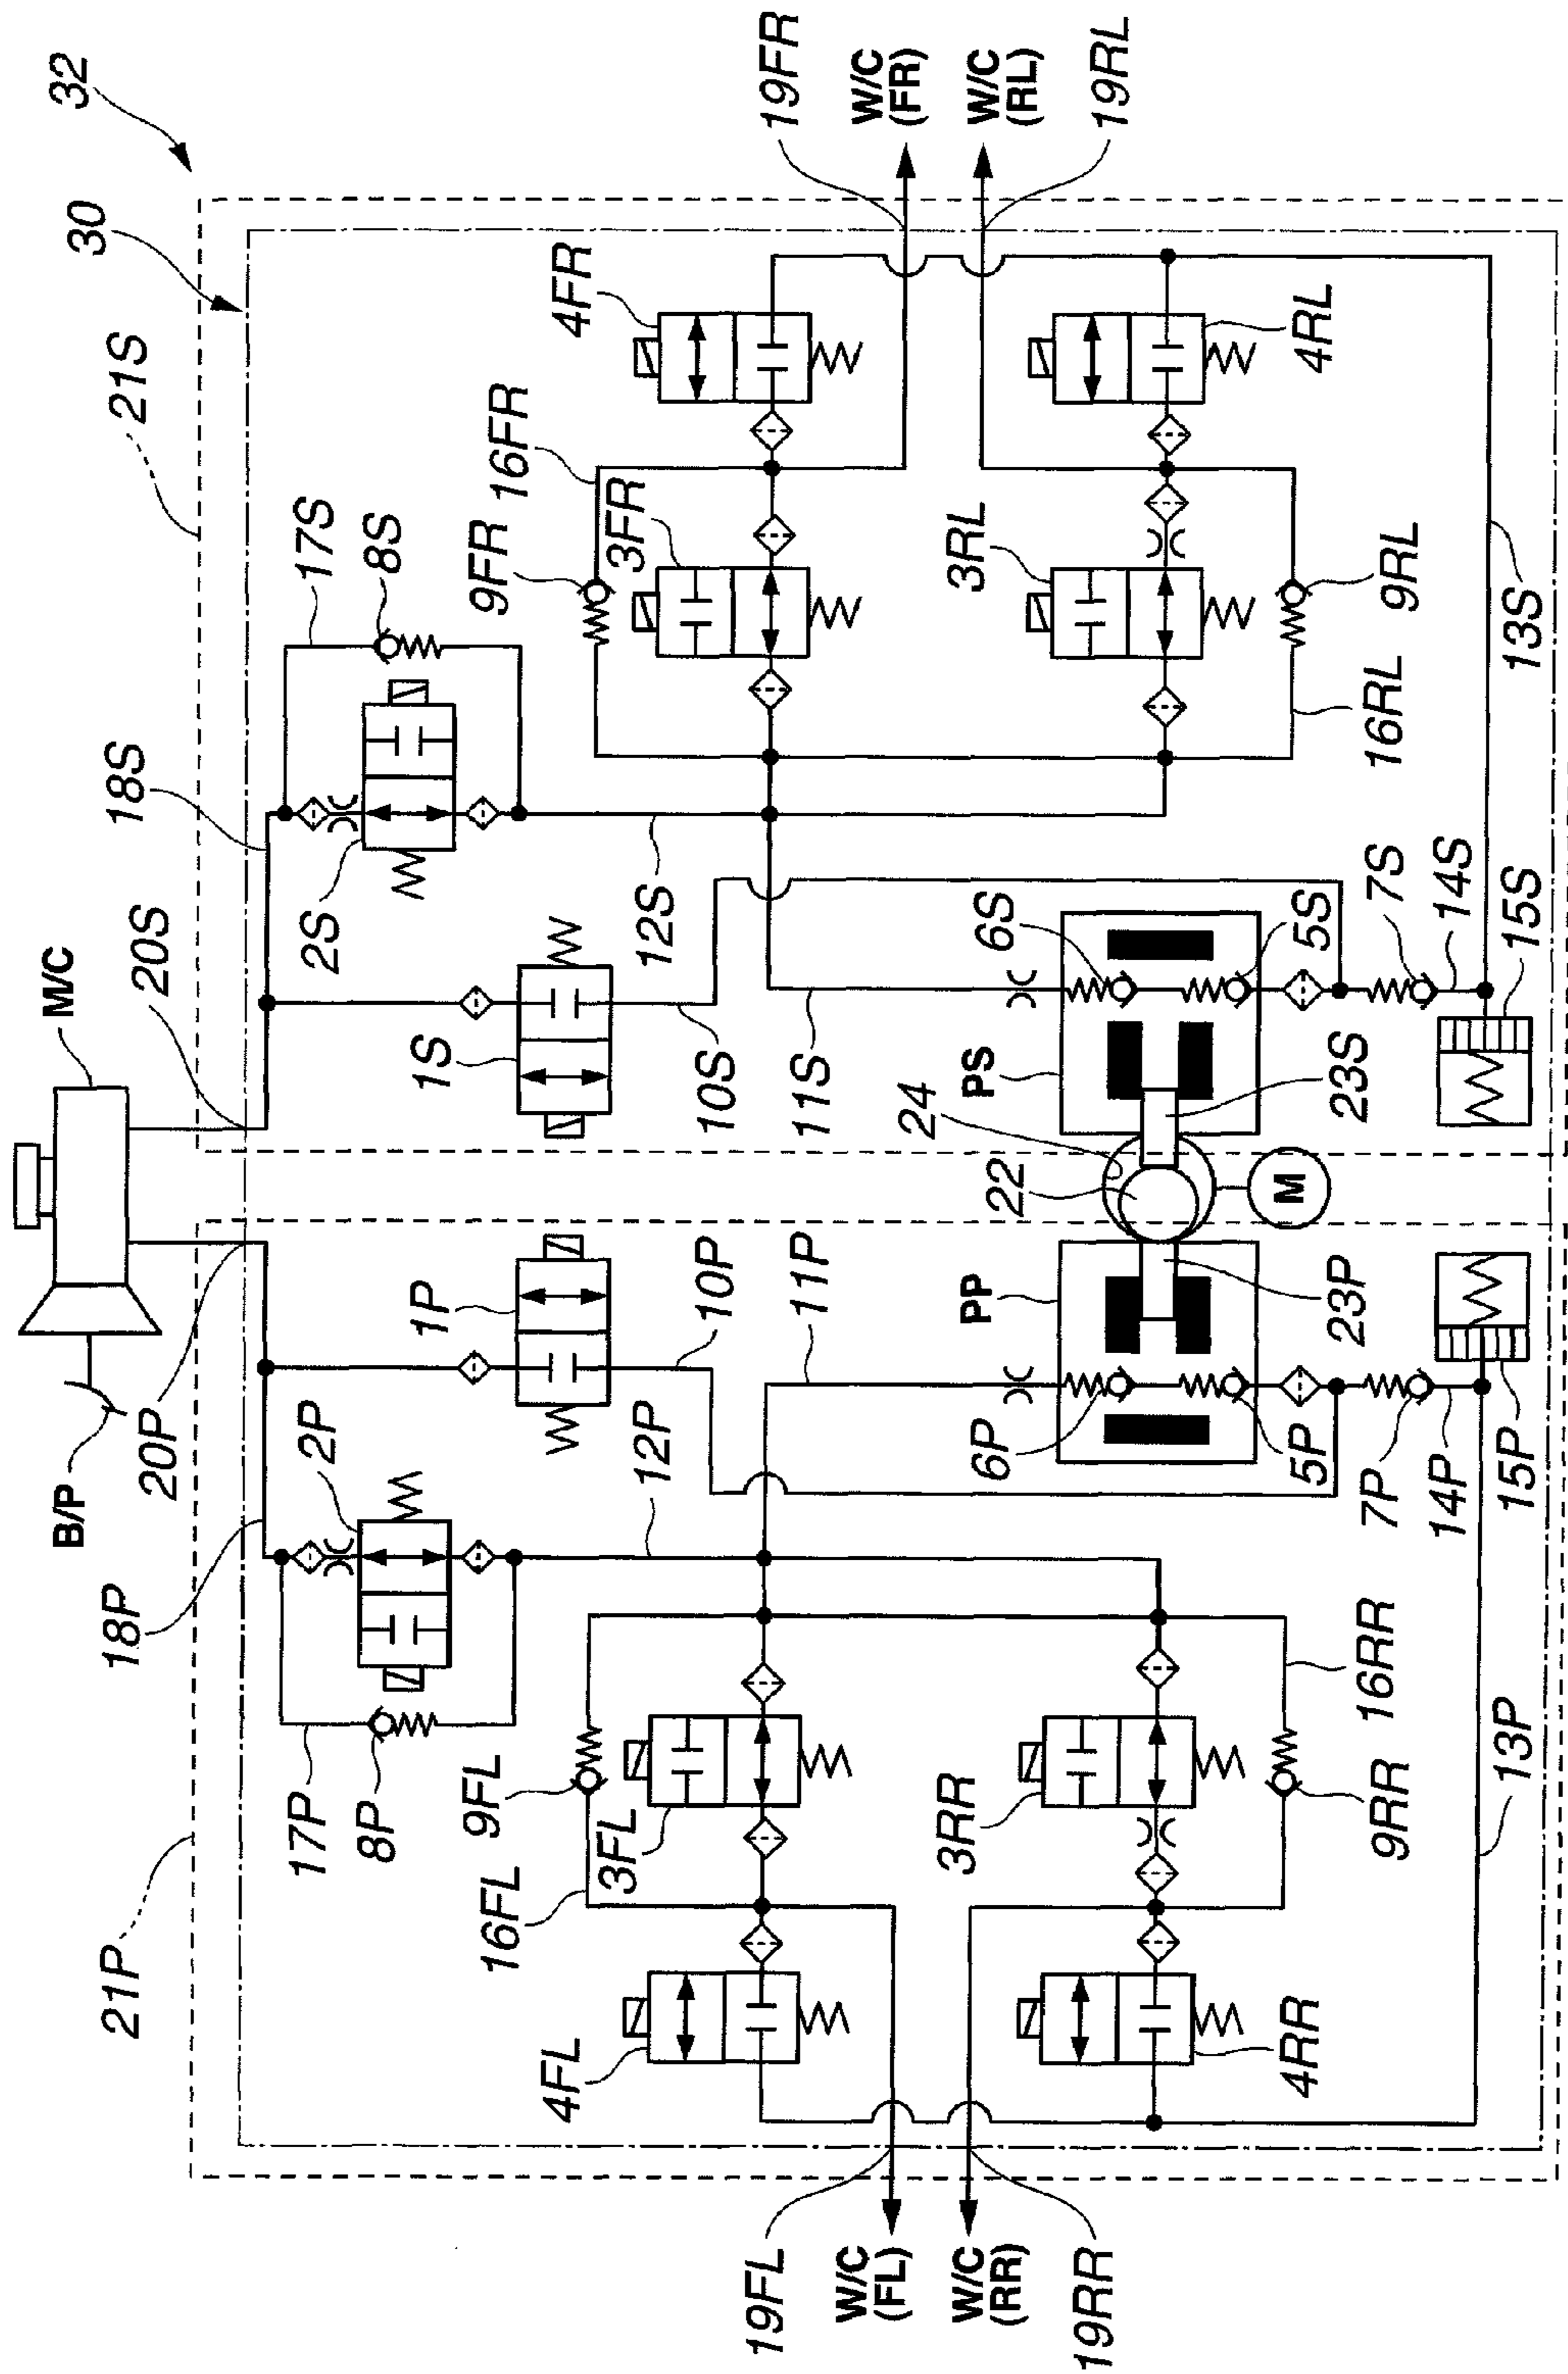 32
30
21S
18S
20S
M/C
B/P
20P
18P
21P
17S
8S
2S
1S
1P
2P
8P
17P
19FR
W/C
(FR)
W/C
(RL)
19RL
4FR
16FR
9FR
3FR
12S
10S
11S
11P
10P
12P
9FL
3FL
16FL
4FL
4RL
3RL
9RL
16RL
13S
6S
5S
7S
14S
15S
PS
24
22
23S
M
PP
23P
6P
5P
7P
14P
15P
3RR
16RR
9RR
13P
4RR
19FL
W/C
(FL)
W/C
(RR)
19RR